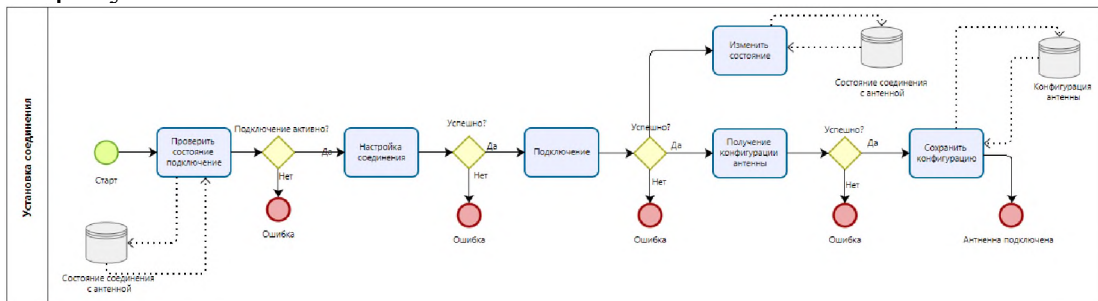 Установка соединения
Старт
Проверить
состояние
подключение
Состояние соединения
с антенной
Подключение активно?
Да
Нет
Ошибка
Настройка
соединения
Успешно?
Да
Нет
Ошибка
Подключение
Успешно?
Да
Нет
Ошибка
Изменить
состояние
Состояние соединения
с антенной
Получение
конфигурации
антенны
Успешно?
Да
Нет
Ошибка
Сохранить
конфигурацию
Конфигурация
антенны
Антненна подключена